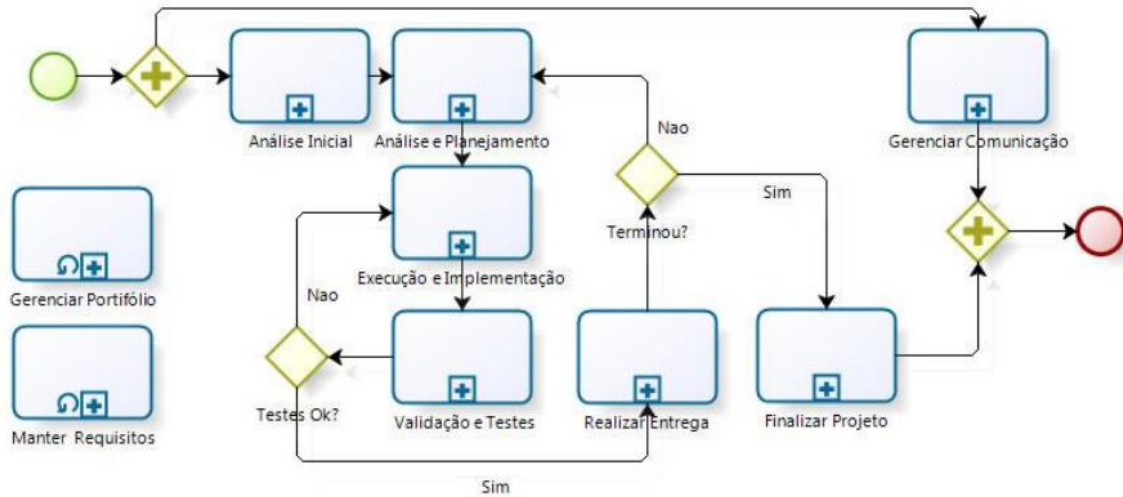 Análise Inicial
Análise e Planejamento
Nao
Gerenciar Comunicação
Sim
Terminou?
Gerenciar Portifólio
Execução e Implementação
Nao
Testes Ok?
Validação e Testes
Realizar Entrega
Finalizar Projeto
Manter Requisitos
Sim